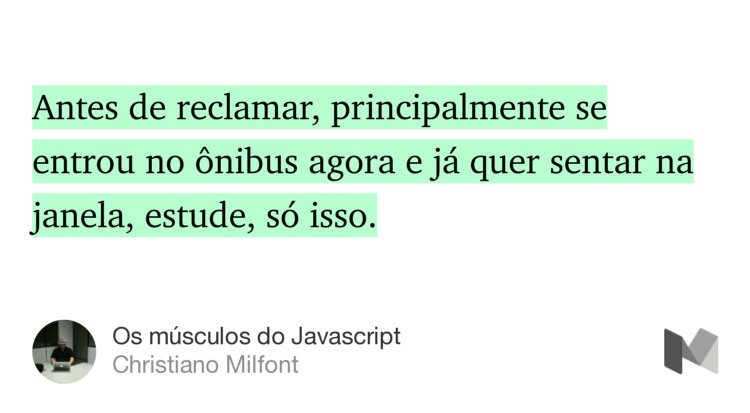 Antes de reclamar, principalmente se
entrou no ônibus agora e já quer sentar na
janela, estude, só isso.
Os músculos do Javascript
Christiano Milfont